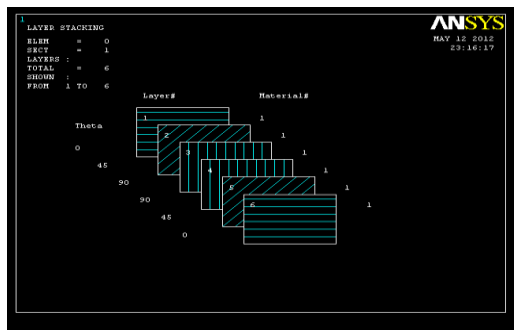 1
LAYER STACKING
ANSYS
ELEM = 0
MAY 12 2012
SECT = 1
23:16:17
LAYERS :
TOTAL = 6
SHOWN :
FROM 1 TO 6
Layer# Material#
1 1
Theta 2 1
0 3 1
45 4 1
90 5 1
90 6 1
45
0